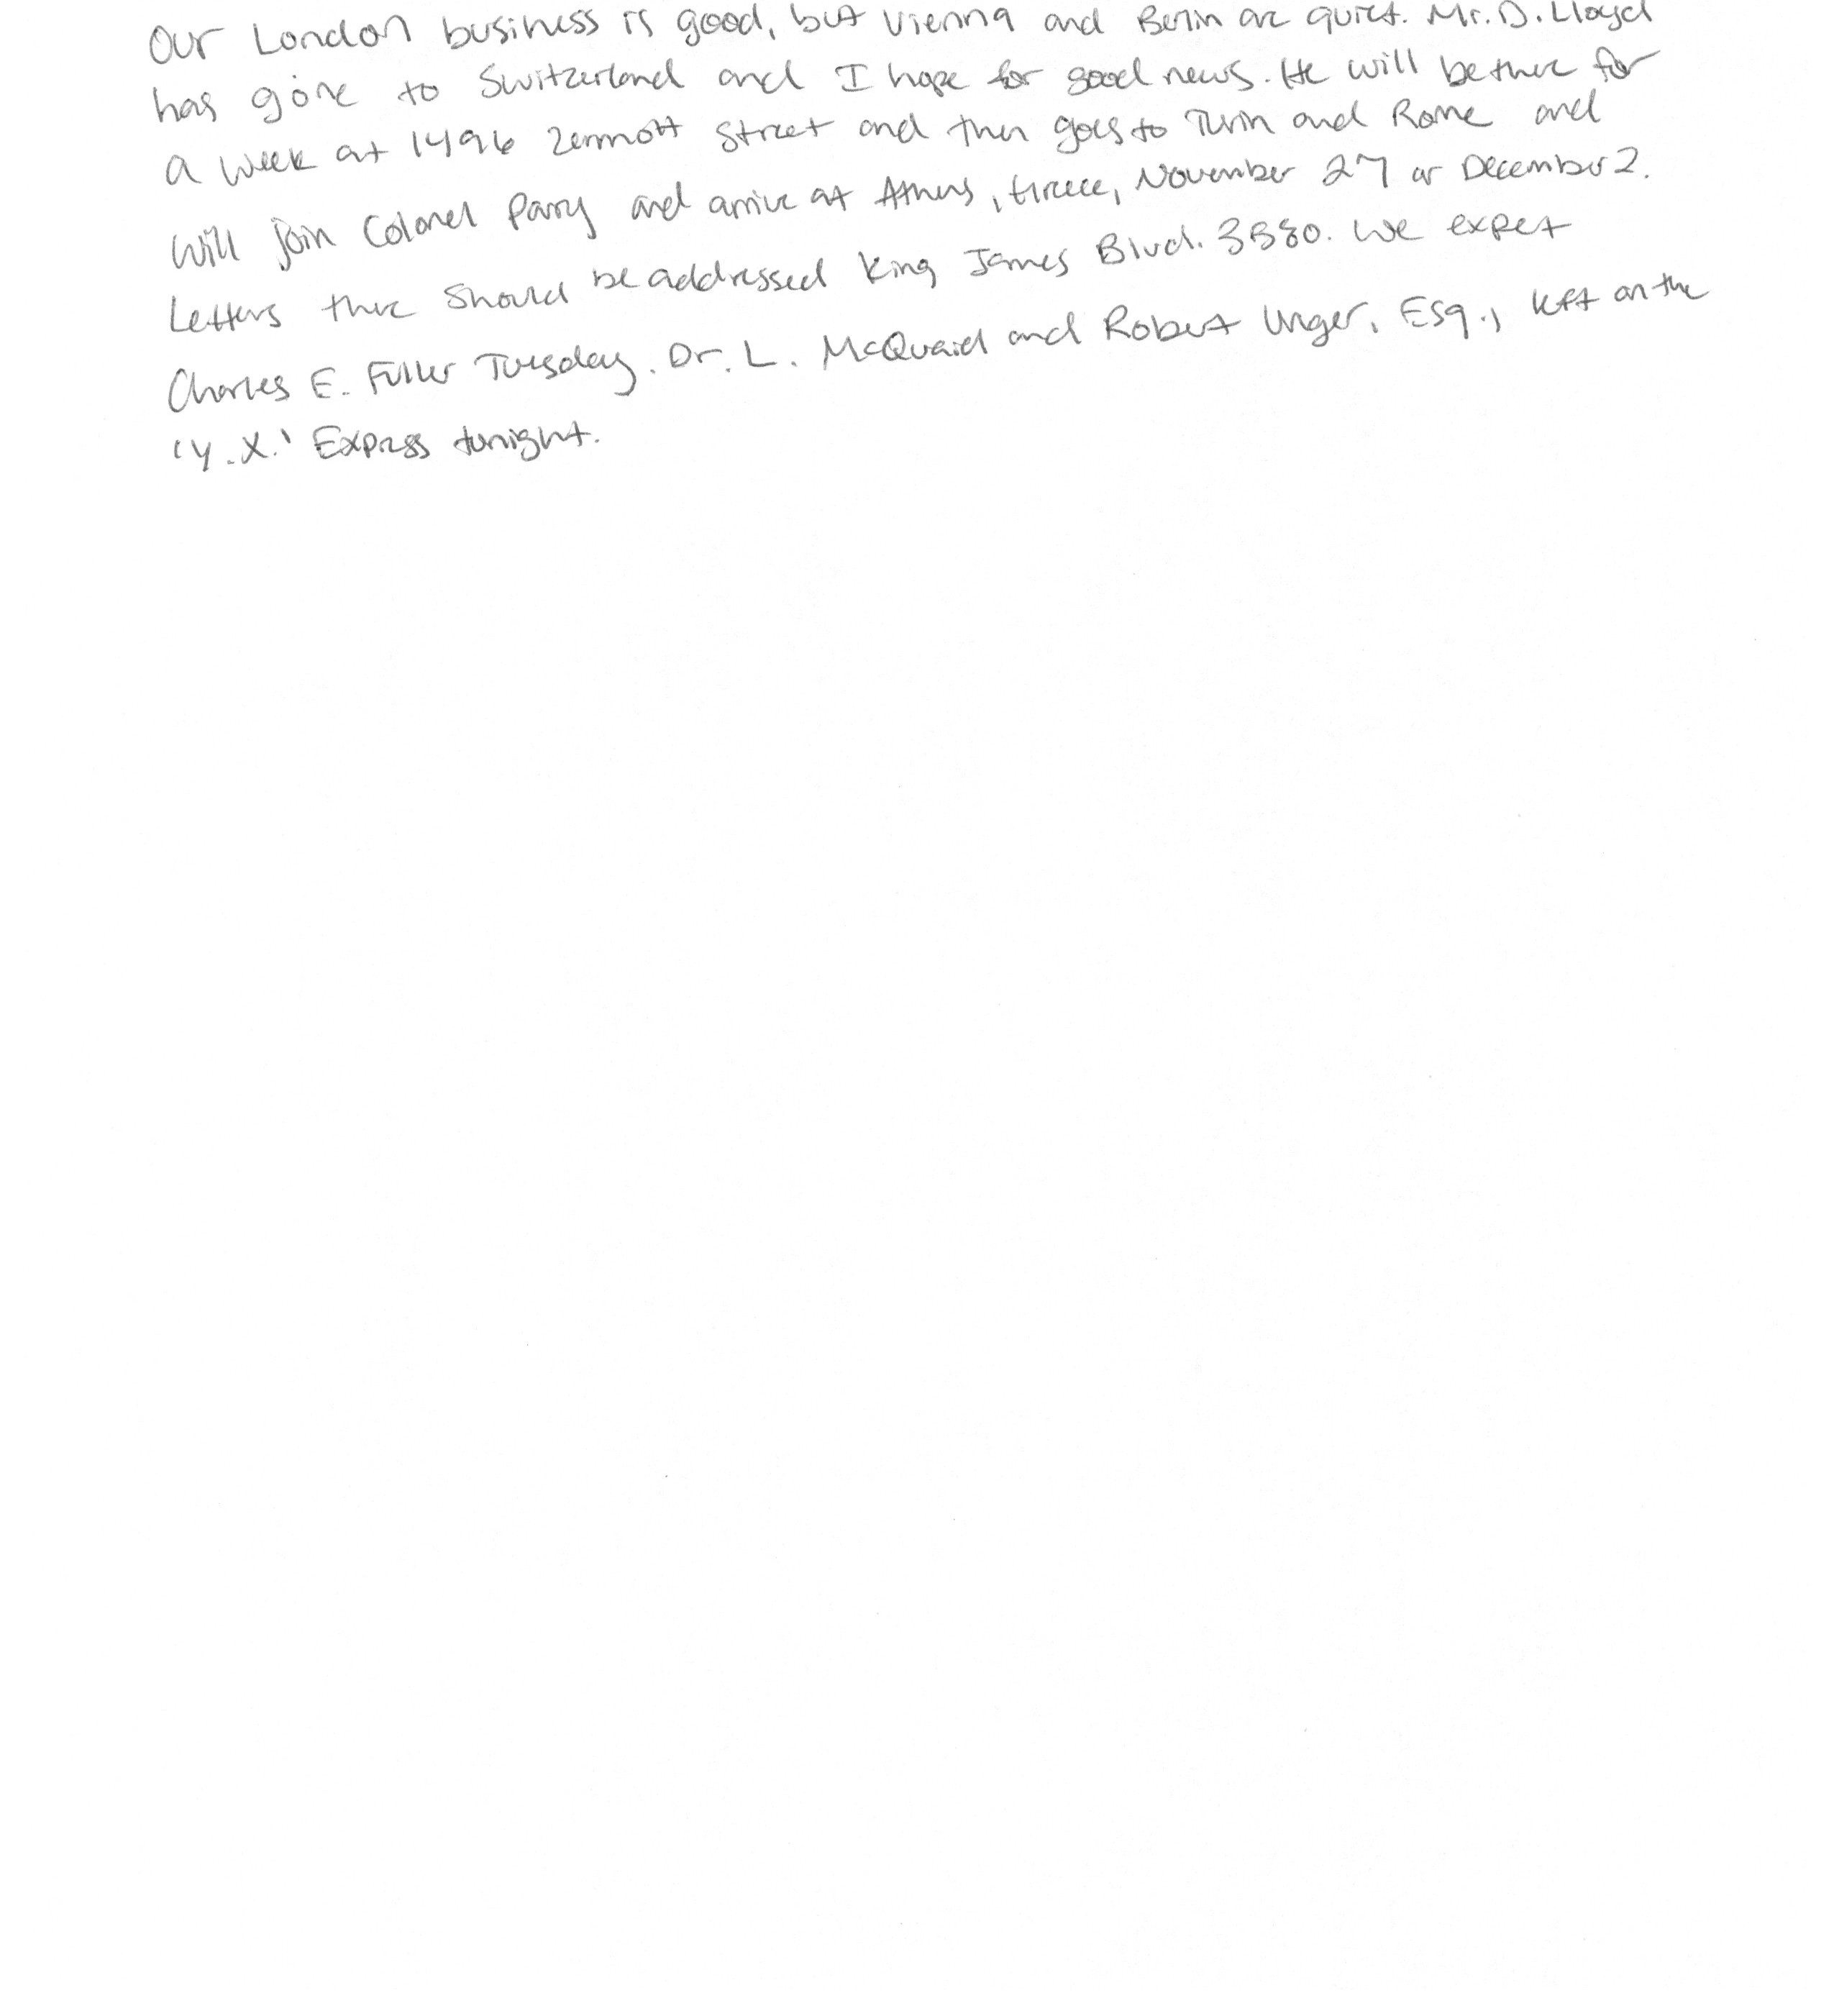 Our London business is good, but Vienna and Berlin are quiet. Mr. D. Lloyd
has gone to Switzerland and I hope for good news. He will be there for
a week at 1496 Zermott Street and then goes to Turin and Rome and
will join Colonel Parry and arrive at Athens, Greece, November 27 or December 2.
Letters there should be addressed King James Blvd. 3580. We expect
Charles E. Fuller Tuesday. Dr. L. McQuaid and Robert Unger, Esq., left on the
'Y.X.' Express tonight.